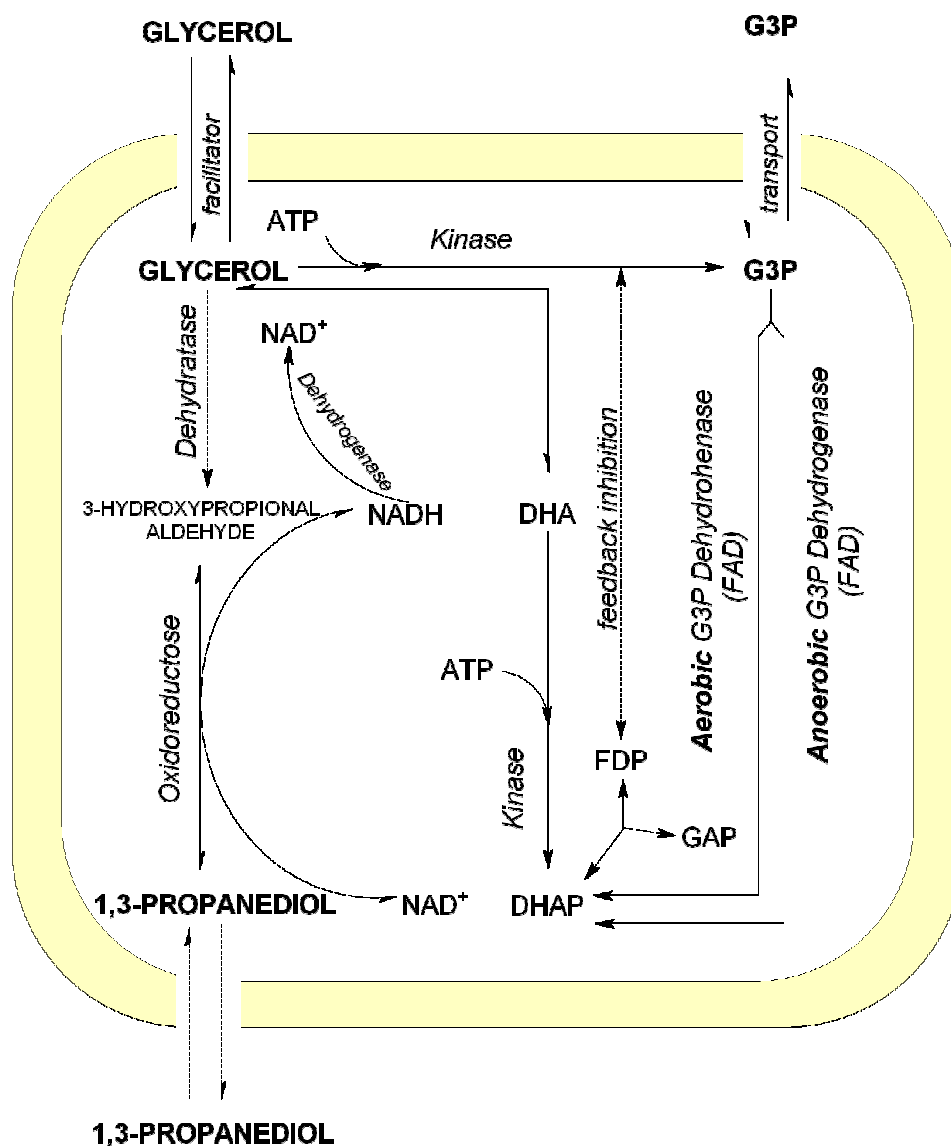 GLYCEROL
G3P
facilitator
transport
ATP
Kinase
GLYCEROL
G3P
NAD+
Dehydratase
Dehydrogenase
3-HYDROXYPROPIONAL
ALDEHYDE
NADH
DHA
feedback inhibition
Aerobic G3P Dehydrohenase
(FAD)
Anoerobic G3P Dehydrogenase
(FAD)
Oxidoreductose
ATP
Kinase
FDP
GAP
1,3-PROPANEDIOL
NAD+
DHAP
1,3-PROPANEDIOL